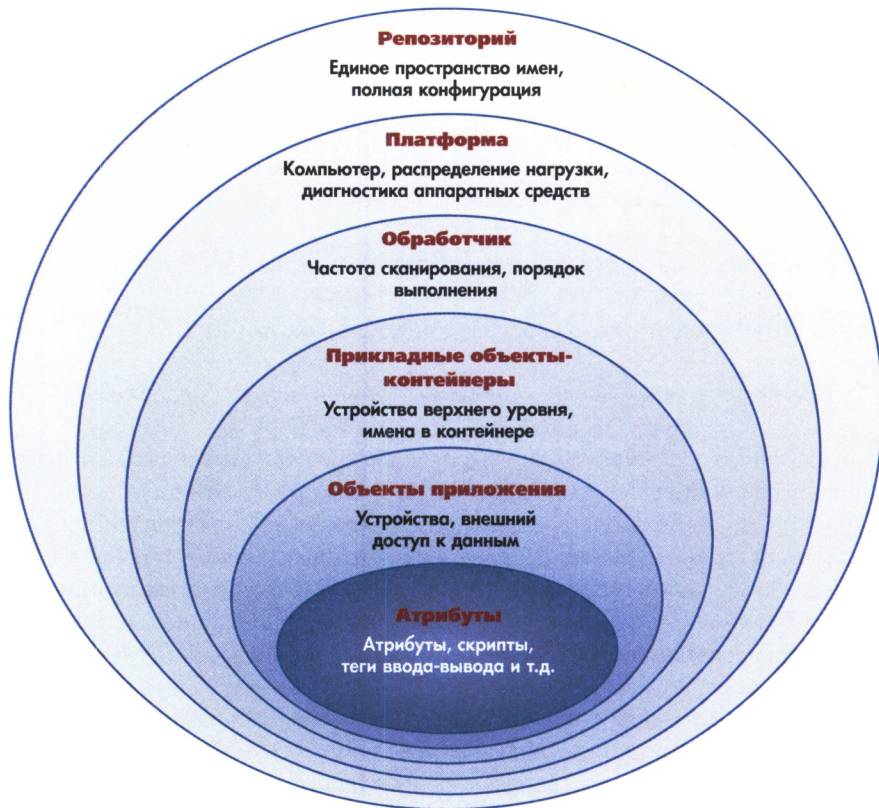 Репозиторий
Единое пространство имен,
полная конфигурация
Платформа
Компьютер, распределение нагрузки,
диагностика аппаратных средств
Обработчик
Частота сканирования, порядок
выполнения
Прикладные объекты-
контейнеры
Устройства верхнего уровня,
имена в контейнере
Объекты приложения
Устройства, внешний
доступ к данным
Атрибуты
Атрибуты, скрипты,
теги ввода-вывода и т.д.